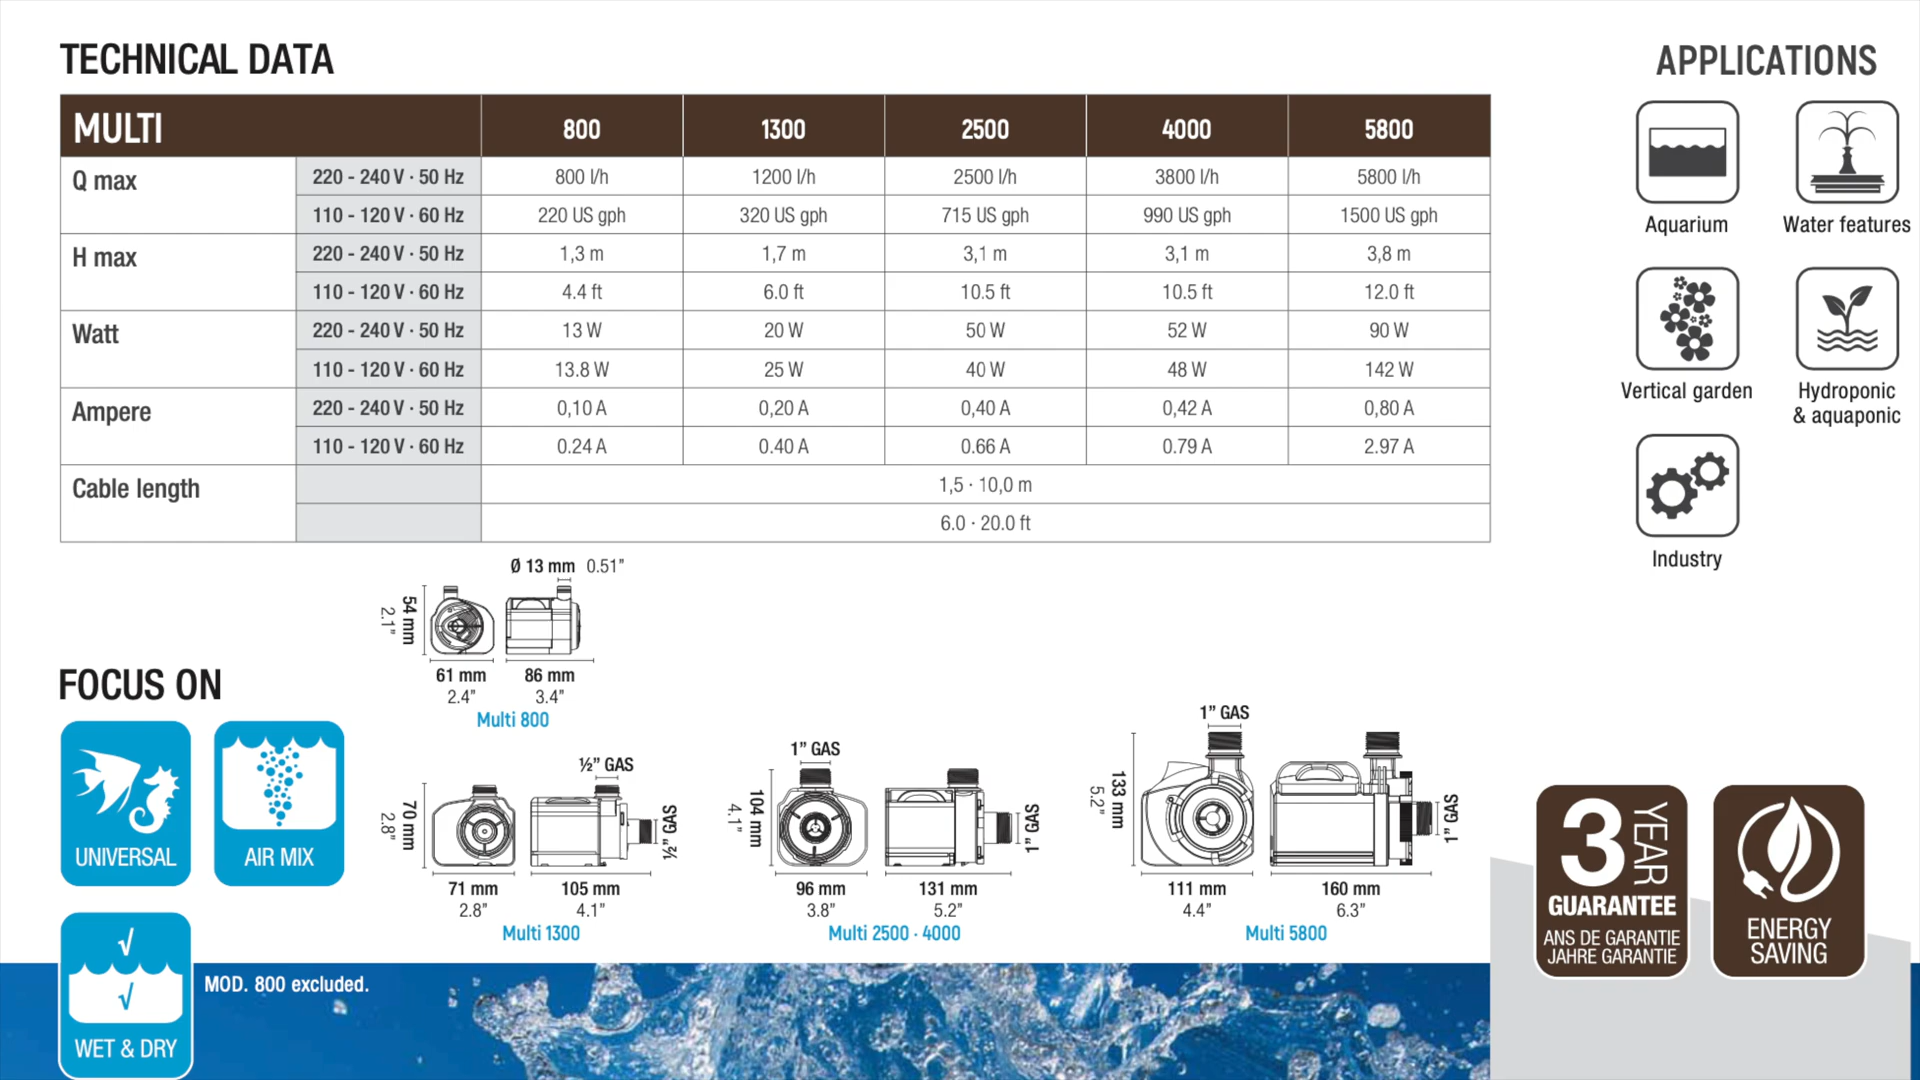 TECHNICAL DATA
MULTI 800 1300 2500 4000 5800
Q max 220 - 240 V · 50 Hz 800 l/h 1200 l/h 2500 l/h 3800 l/h 5800 l/h
110 - 120 V · 60 Hz 220 US gph 320 US gph 715 US gph 990 US gph 1500 US gph
H max 220 - 240 V · 50 Hz 1,3 m 1,7 m 3,1 m 3,1 m 3,8 m
110 - 120 V · 60 Hz 4.4 ft 6.0 ft 10.5 ft 10.5 ft 12.0 ft
Watt 220 - 240 V · 50 Hz 13 W 20 W 50 W 52 W 90 W
110 - 120 V · 60 Hz 13.8 W 25 W 40 W 48 W 142 W
Ampere 220 - 240 V · 50 Hz 0,10 A 0,20 A 0,40 A 0,42 A 0,80 A
110 - 120 V · 60 Hz 0.24 A 0.40 A 0.66 A 0.79 A 2.97 A
Cable length 1,5 · 10,0 m
6.0 · 20.0 ft
APPLICATIONS
Aquarium
Water features
Vertical garden
Hydroponic
& aquaponic
Industry
Ø 13 mm 0.51”
54 mm
2.1”
61 mm 86 mm
2.4” 3.4”
Multi 800
FOCUS ON
UNIVERSAL
AIR MIX
√
√
WET & DRY
MOD. 800 excluded.
½” GAS
70 mm
2.8”
½” GAS
71 mm 105 mm
2.8” 4.1”
Multi 1300
1” GAS
104 mm
4.1”
1” GAS
96 mm 131 mm
3.8” 5.2”
Multi 2500 · 4000
1” GAS
133 mm
5.2”
1” GAS
111 mm 160 mm
4.4” 6.3”
Multi 5800
3 YEAR
GUARANTEE
ANS DE GARANTIE
JAHRE GARANTIE
ENERGY
SAVING